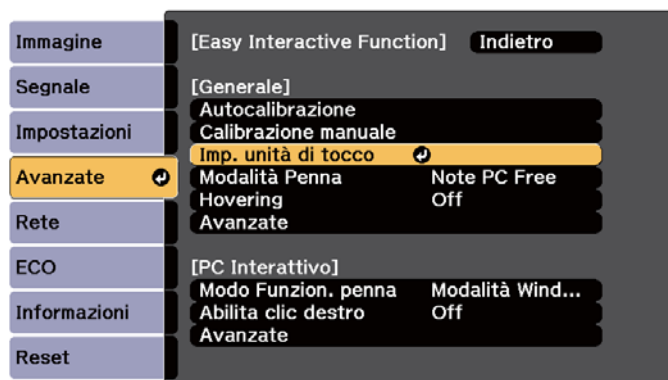 Immagine
Segnale
Impostazioni
Avanzate
Rete
ECO
Informazioni
Reset
[Easy Interactive Function] Indietro
[Generale]
Autocalibrazione
Calibrazione manuale
Imp. unità di tocco
Modalità Penna Note PC Free
Hovering Off
Avanzate
[PC Interattivo]
Modo Funzion. penna Modalità Wind...
Abilita clic destro Off
Avanzate